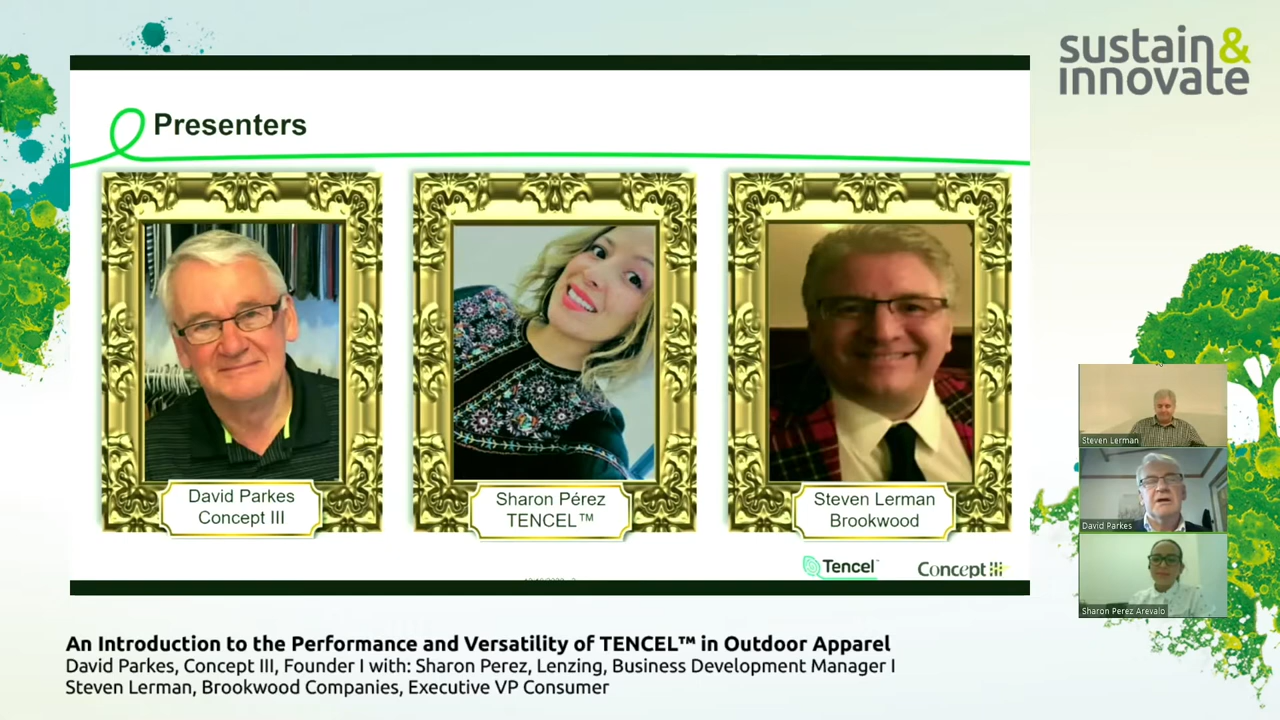 sustain&
innovate
Presenters
David Parkes
Concept III
Sharon Pérez
TENCEL™
Steven Lerman
Brookwood
Tencel™
Concept III
Steven Lerman
David Parkes
Sharon Perez Arevalo
An Introduction to the Performance and Versatility of TENCEL™ in Outdoor Apparel
David Parkes, Concept III, Founder I with: Sharon Perez, Lenzing, Business Development Manager I
Steven Lerman, Brookwood Companies, Executive VP Consumer